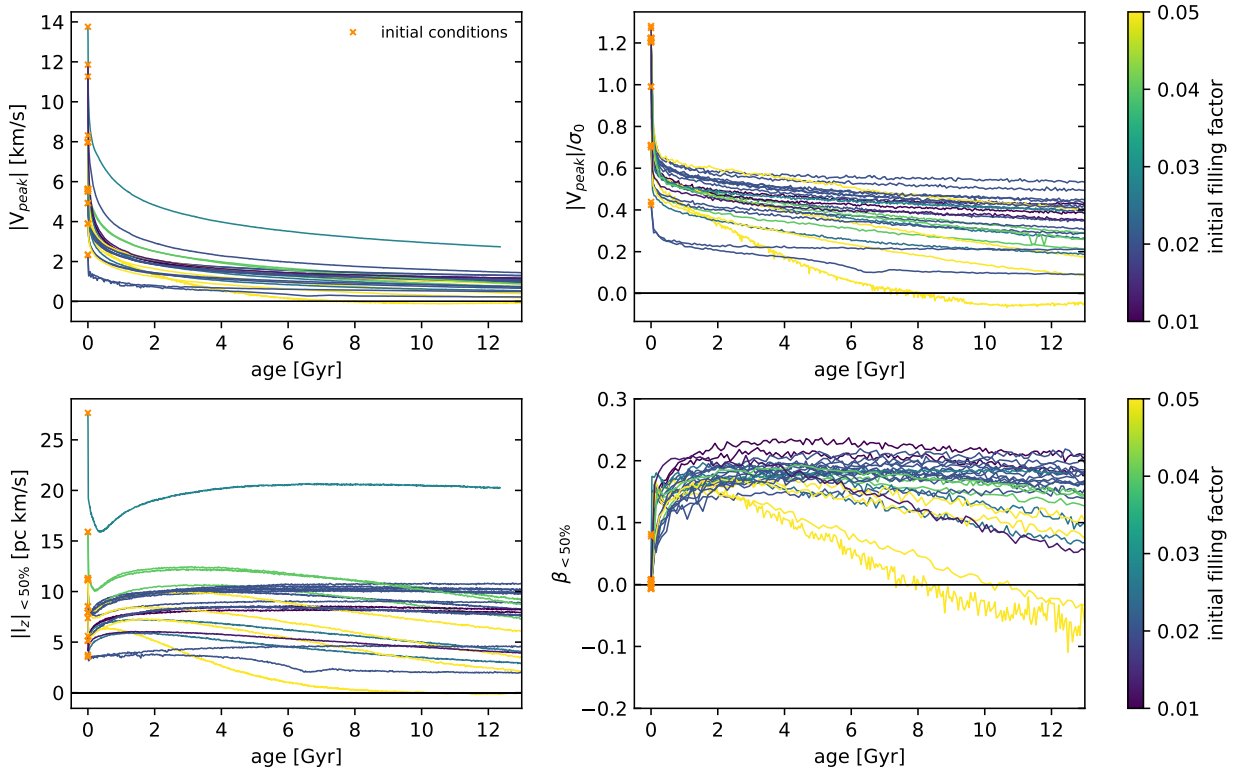 14
12
10
8
6
4
2
0
|V_peak| [km/s]
× initial conditions
0 2 4 6 8 10 12
age [Gyr]
1.2
1.0
0.8
0.6
0.4
0.2
0.0
|V_peak|/σ_0
0 2 4 6 8 10 12
age [Gyr]
0.05
0.04
0.03
0.02
0.01
initial filling factor
25
20
15
10
5
0
|l_z|_<50% [pc km/s]
0 2 4 6 8 10 12
age [Gyr]
0.3
0.2
0.1
0.0
−0.1
−0.2
β_<50%
0 2 4 6 8 10 12
age [Gyr]
0.05
0.04
0.03
0.02
0.01
initial filling factor